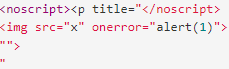 <noscript><p title="</noscript>
<img src="x" onerror="alert(1)">
"">
"